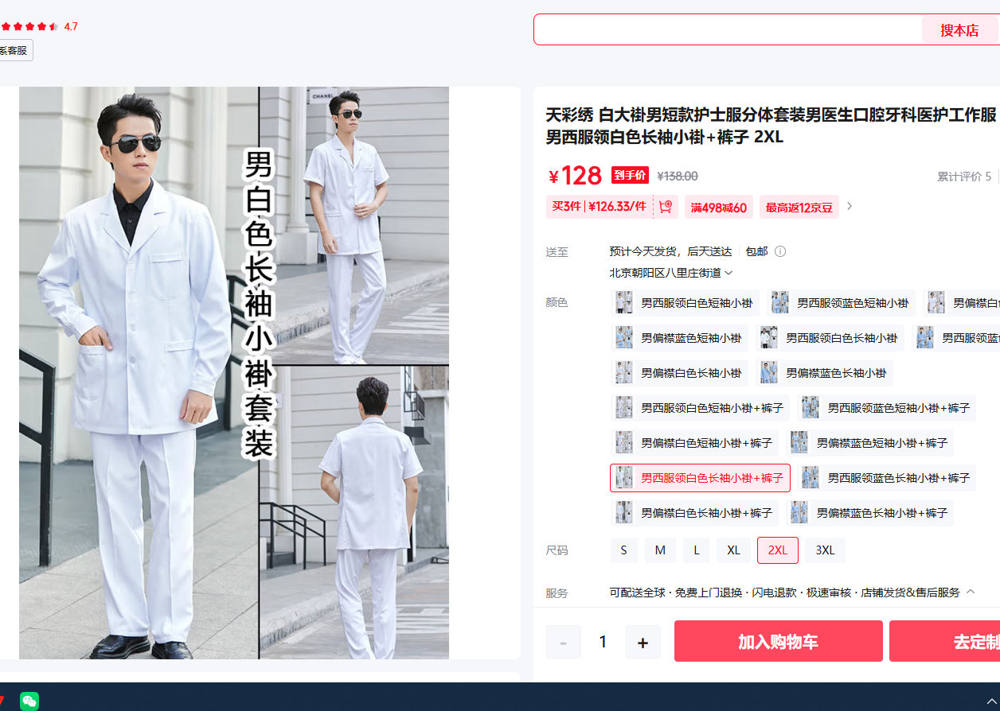 4.7
系客服
搜本店
CHANEL
男白色长袖小褂套装
天彩绣 白大褂男短款护士服分体套装男医生口腔牙科医护工作服
男西服领白色长袖小褂+裤子 2XL
¥128 到手价 ¥138.00
累计评价 5
买3件 | ¥126.33/件
满498减60
最高返12京豆
送至
预计今天发货，后天送达 包邮
北京朝阳区八里庄街道
颜色
男西服领白色短袖小褂 男西服领蓝色短袖小褂 男偏襟白
男偏襟蓝色短袖小褂 男西服领白色长袖小褂 男西服领蓝
男偏襟白色长袖小褂 男偏襟蓝色长袖小褂
男西服领白色短袖小褂+裤子 男西服领蓝色短袖小褂+裤子
男偏襟白色短袖小褂+裤子 男偏襟蓝色短袖小褂+裤子
男西服领白色长袖小褂+裤子 男西服领蓝色长袖小褂+裤子
男偏襟白色长袖小褂+裤子 男偏襟蓝色长袖小褂+裤子
尺码 S M L XL 2XL 3XL
服务 可配送全球 · 免费上门退换 · 闪电退款 · 极速审核 · 店铺发货&售后服务
- 1 + 加入购物车 去定制